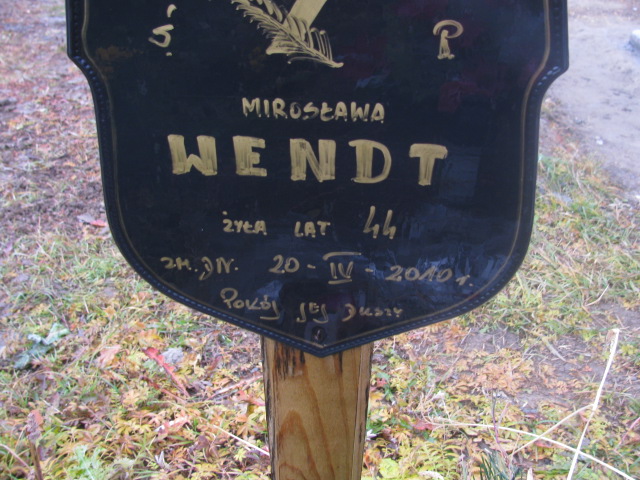 Ś P
MIROSŁAWA
WENDT
ŻYŁA LAT 44
ZM. DN. 20-IV-2010 r.
Pokój jej Duszy